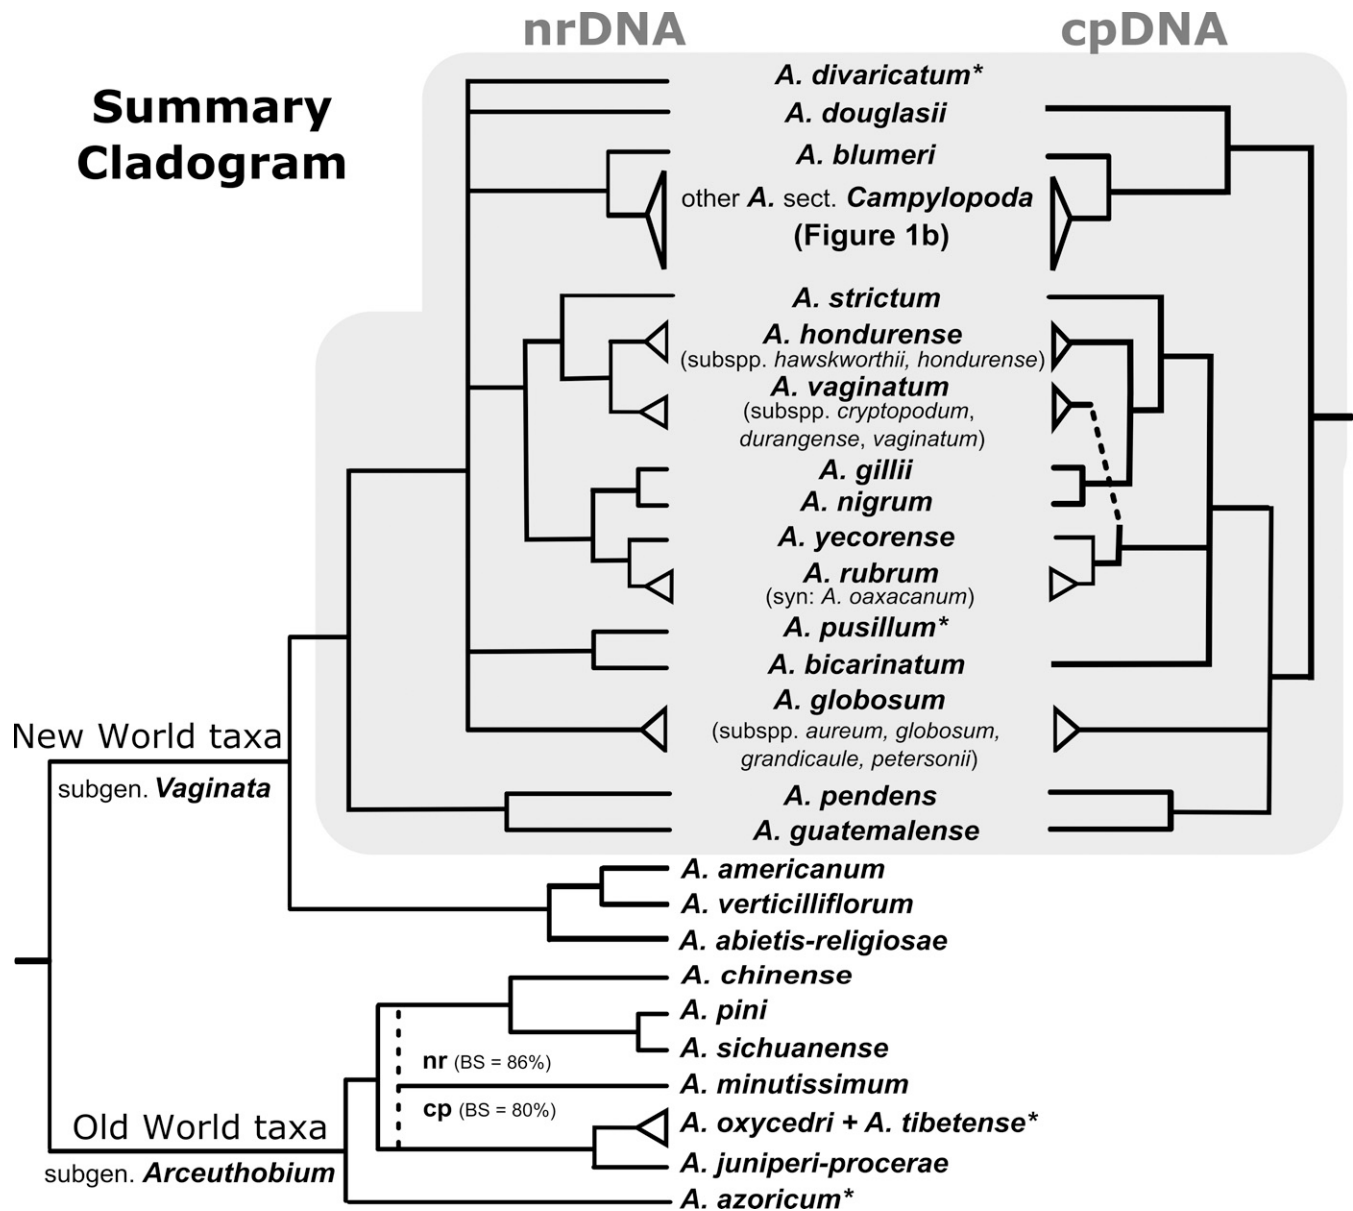 nrDNA
cpDNA
Summary
Cladogram
A. divaricatum*
A. douglasii
A. blumeri
other A. sect. Campylopoda
(Figure 1b)
A. strictum
A. hondurense
(subspp. hawskworthii, hondurense)
A. vaginatum
(subspp. cryptopodum,
durangense, vaginatum)
A. gillii
A. nigrum
A. yecorense
A. rubrum
(syn: A. oaxacanum)
A. pusillum*
A. bicarinatum
A. globosum
(subspp. aureum, globosum,
grandicaule, petersonii)
A. pendens
A. guatemalense
New World taxa
subgen. Vaginata
A. americanum
A. verticilliflorum
A. abietis-religiosae
A. chinense
A. pini
A. sichuanense
nr (BS = 86%)
A. minutissimum
cp (BS = 80%)
A. oxycedri + A. tibetense*
Old World taxa
subgen. Arceuthobium
A. juniperi-procerae
A. azoricum*